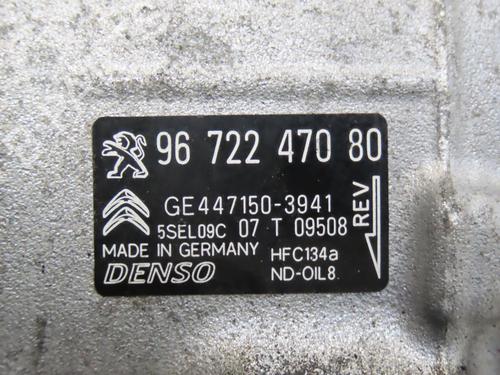 96 722 470 80
GE447150-3941
5SEL09C 07 T 09508
MADE IN GERMANY HFC134a
DENSO ND-OIL8
REV